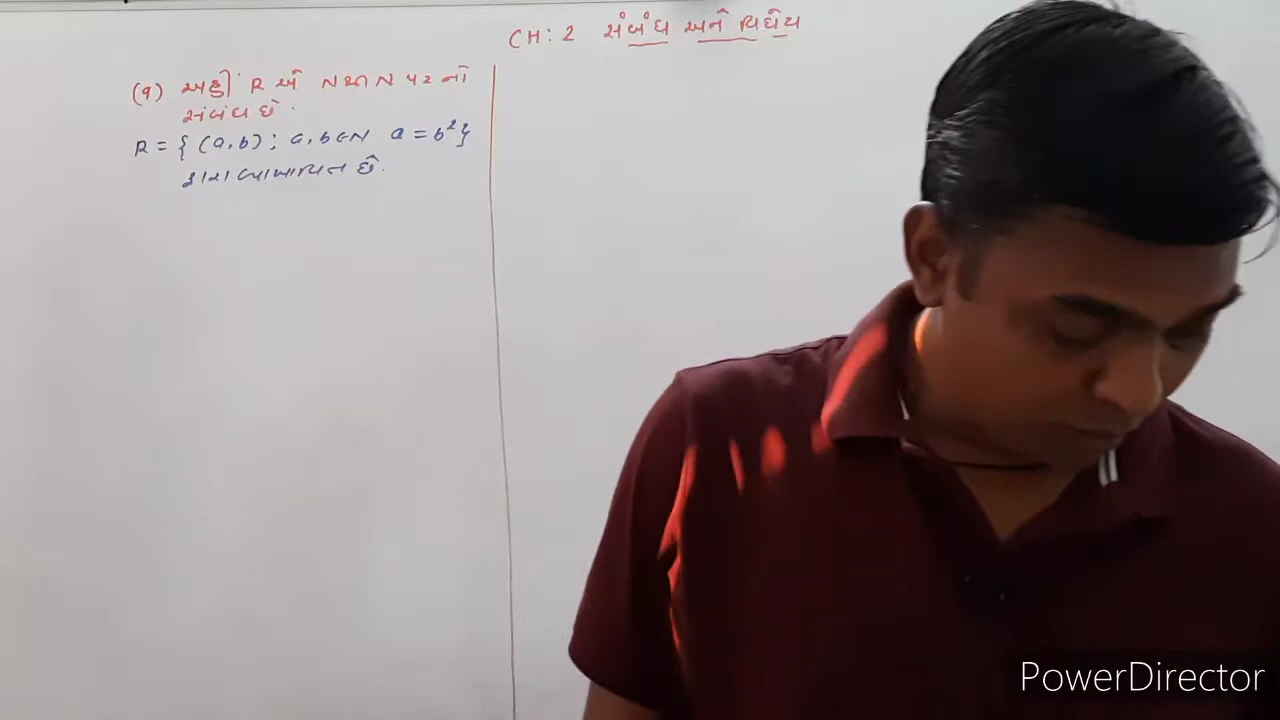 CH: 2 સંબંધ અને વિધેય
(૧) અહીં R એ N થી N પર નો
સંબંધ છે.
R = { (a,b) ; a,b ∈ N a = b² }
દ્વારા વ્યાખ્યાયિત છે.
PowerDirector